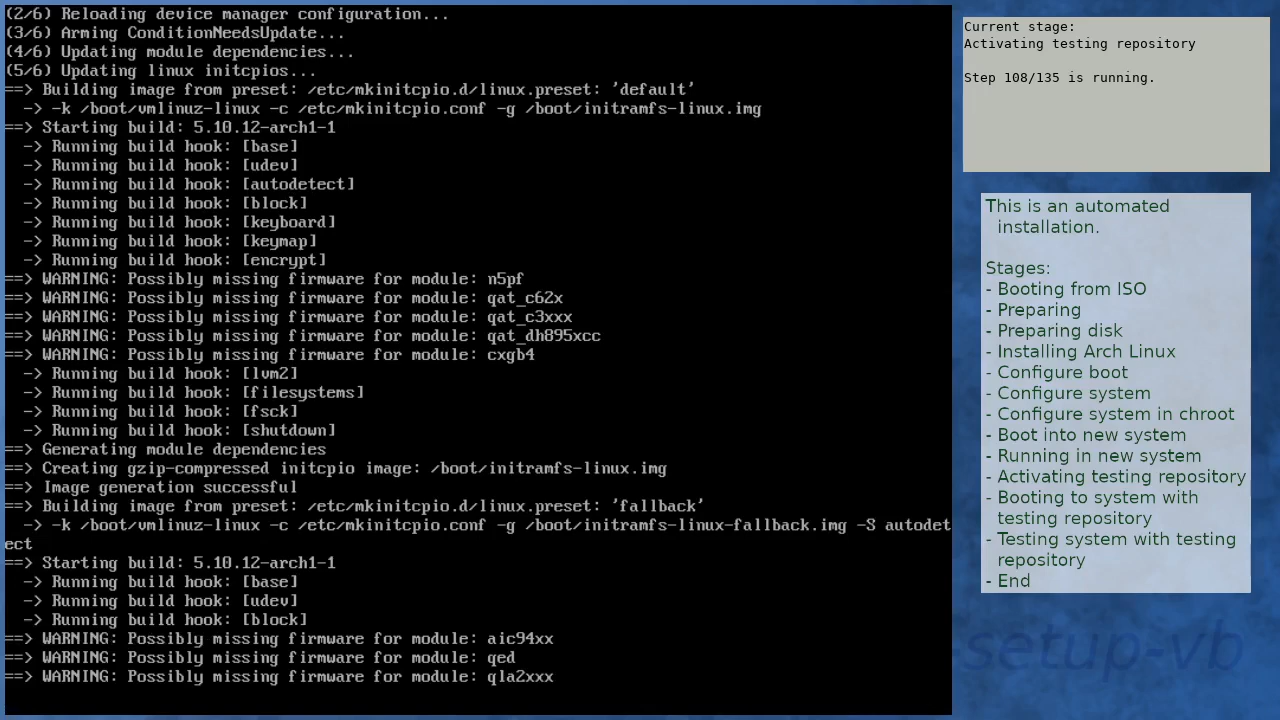 (2/6) Reloading device manager configuration...
(3/6) Arming ConditionNeedsUpdate...
(4/6) Updating module dependencies...
(5/6) Updating linux initcpios...
==> Building image from preset: /etc/mkinitcpio.d/linux.preset: 'default'
  -> -k /boot/vmlinuz-linux -c /etc/mkinitcpio.conf -g /boot/initramfs-linux.img
==> Starting build: 5.10.12-arch1-1
  -> Running build hook: [base]
  -> Running build hook: [udev]
  -> Running build hook: [autodetect]
  -> Running build hook: [block]
  -> Running build hook: [keyboard]
  -> Running build hook: [keymap]
  -> Running build hook: [encrypt]
==> WARNING: Possibly missing firmware for module: n5pf
==> WARNING: Possibly missing firmware for module: qat_c62x
==> WARNING: Possibly missing firmware for module: qat_c3xxx
==> WARNING: Possibly missing firmware for module: qat_dh895xcc
==> WARNING: Possibly missing firmware for module: cxgb4
  -> Running build hook: [lvm2]
  -> Running build hook: [filesystems]
  -> Running build hook: [fsck]
  -> Running build hook: [shutdown]
==> Generating module dependencies
==> Creating gzip-compressed initcpio image: /boot/initramfs-linux.img
==> Image generation successful
==> Building image from preset: /etc/mkinitcpio.d/linux.preset: 'fallback'
  -> -k /boot/vmlinuz-linux -c /etc/mkinitcpio.conf -g /boot/initramfs-linux-fallback.img -S autodet
ect
==> Starting build: 5.10.12-arch1-1
  -> Running build hook: [base]
  -> Running build hook: [udev]
  -> Running build hook: [block]
==> WARNING: Possibly missing firmware for module: aic94xx
==> WARNING: Possibly missing firmware for module: qed
==> WARNING: Possibly missing firmware for module: qla2xxx
Current stage:
Activating testing repository
Step 108/135 is running.
This is an automated
installation.
Stages:
- Booting from ISO
- Preparing
- Preparing disk
- Installing Arch Linux
- Configure boot
- Configure system
- Configure system in chroot
- Boot into new system
- Running in new system
- Activating testing repository
- Booting to system with
testing repository
- Testing system with testing
repository
- End
-setup-vb